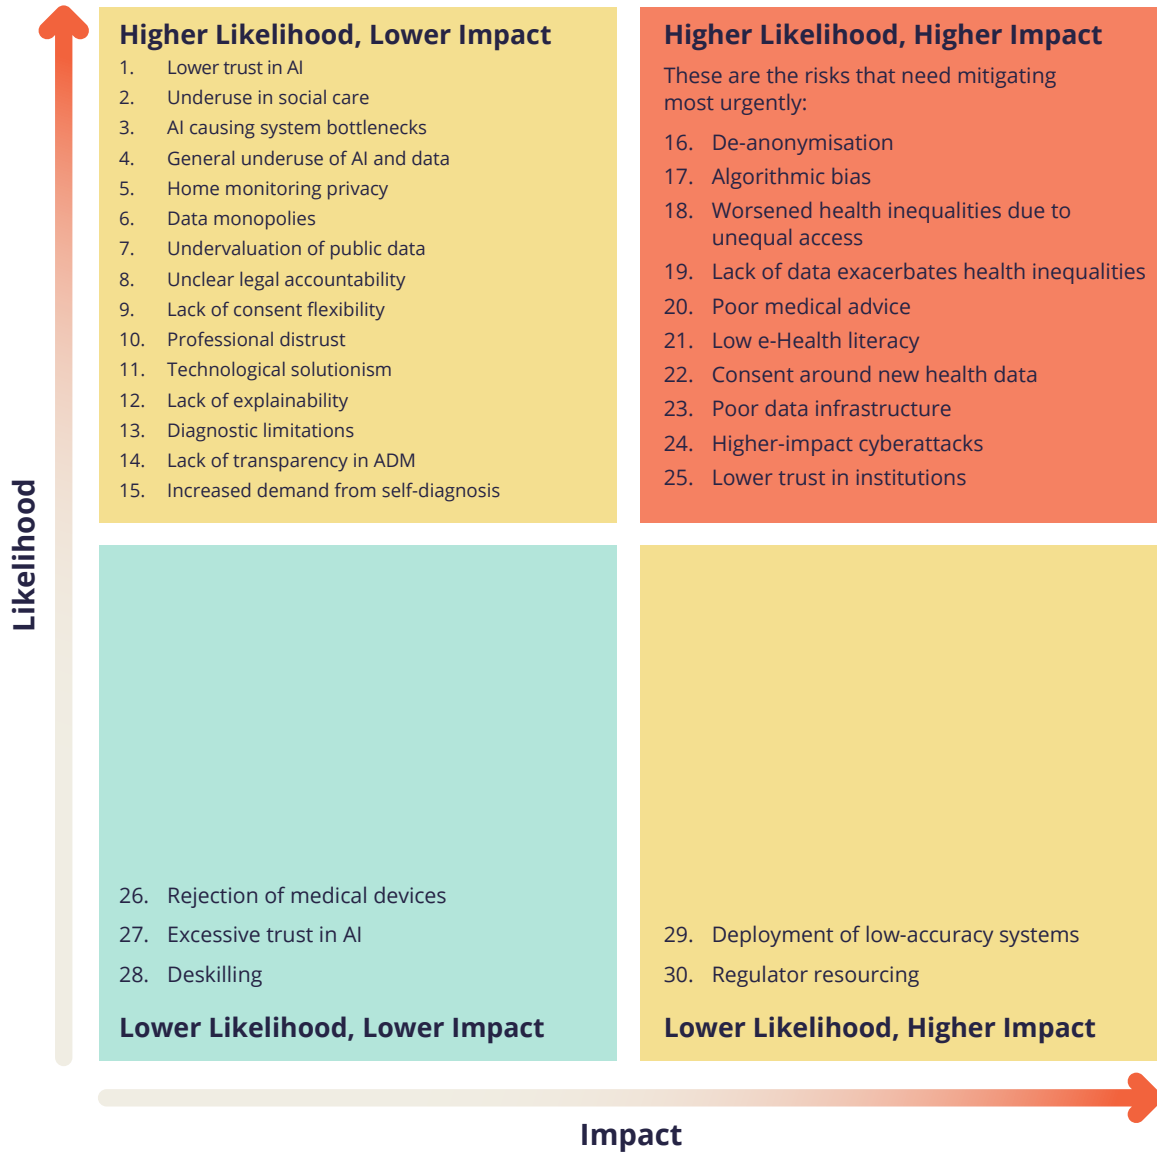 Higher Likelihood, Lower Impact
1. Lower trust in AI
2. Underuse in social care
3. AI causing system bottlenecks
4. General underuse of AI and data
5. Home monitoring privacy
6. Data monopolies
7. Undervaluation of public data
8. Unclear legal accountability
9. Lack of consent flexibility
10. Professional distrust
11. Technological solutionism
12. Lack of explainability
13. Diagnostic limitations
14. Lack of transparency in ADM
15. Increased demand from self-diagnosis
Higher Likelihood, Higher Impact
These are the risks that need mitigating
most urgently:
16. De-anonymisation
17. Algorithmic bias
18. Worsened health inequalities due to
unequal access
19. Lack of data exacerbates health inequalities
20. Poor medical advice
21. Low e-Health literacy
22. Consent around new health data
23. Poor data infrastructure
24. Higher-impact cyberattacks
25. Lower trust in institutions
Likelihood
26. Rejection of medical devices
27. Excessive trust in AI
28. Deskilling
Lower Likelihood, Lower Impact
29. Deployment of low-accuracy systems
30. Regulator resourcing
Lower Likelihood, Higher Impact
Impact